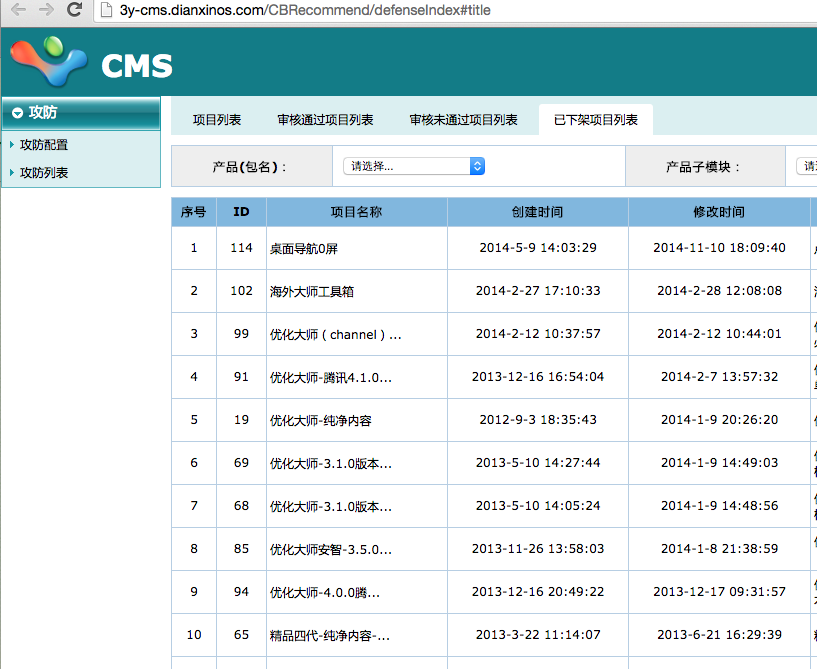 3y-cms.dianxinos.com/CBRecommend/defenseIndex#title
CMS
攻防
攻防配置
攻防列表
项目列表 审核通过项目列表 审核未通过项目列表 已下架项目列表
产品(包名)： 请选择... 产品子模块： 请
序号 ID 项目名称 创建时间 修改时间
1 114 桌面导航0屏 2014-5-9 14:03:29 2014-11-10 18:09:40
2 102 海外大师工具箱 2014-2-27 17:10:33 2014-2-28 12:08:08
3 99 优化大师（channel）... 2014-2-12 10:37:57 2014-2-12 10:44:01
4 91 优化大师-腾讯4.1.0... 2013-12-16 16:54:04 2014-2-7 13:57:32
5 19 优化大师-纯净内容 2012-9-3 18:35:43 2014-1-9 20:26:20
6 69 优化大师-3.1.0版本... 2013-5-10 14:27:44 2014-1-9 14:49:03
7 68 优化大师-3.1.0版本... 2013-5-10 14:05:24 2014-1-9 14:48:56
8 85 优化大师安智-3.5.0... 2013-11-26 13:58:03 2014-1-8 21:38:59
9 94 优化大师-4.0.0腾... 2013-12-16 20:49:22 2013-12-17 09:31:57
10 65 精品四代-纯净内容-... 2013-3-22 11:14:07 2013-6-21 16:29:39